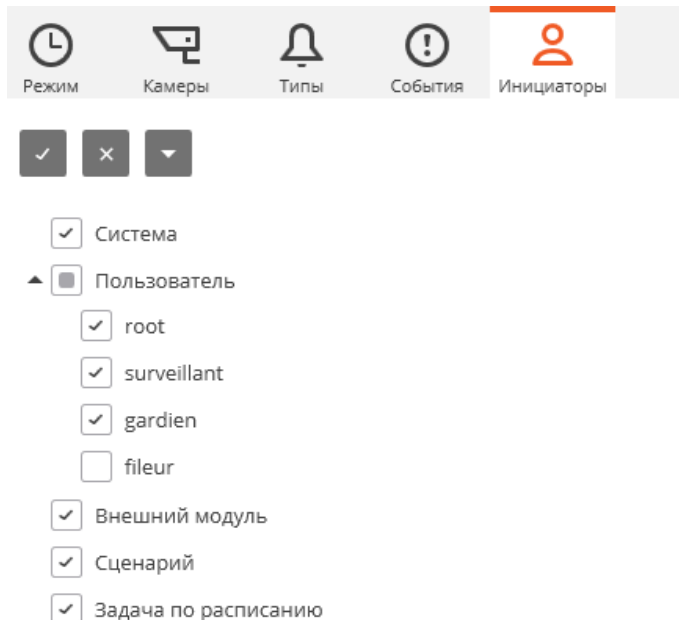 Режим Камеры Типы События Инициаторы
Система
Пользователь
root
surveillant
gardien
fileur
Внешний модуль
Сценарий
Задача по расписанию